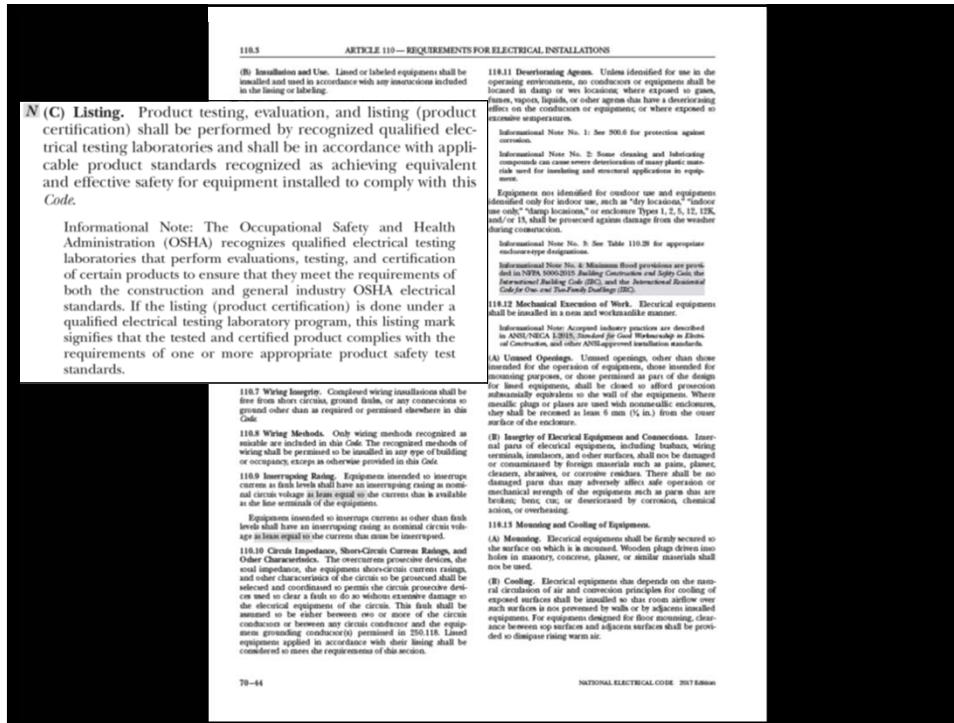 110.3 ARTICLE 110 — REQUIREMENTS FOR ELECTRICAL INSTALLATIONS
(B) Installation and Use. Listed or labeled equipment shall be
installed and used in accordance with any instructions included
in the listing or labeling.
N (C) Listing. Product testing, evaluation, and listing (product
certification) shall be performed by recognized qualified elec-
trical testing laboratories and shall be in accordance with appli-
cable product standards recognized as achieving equivalent
and effective safety for equipment installed to comply with this
Code.
Informational Note: The Occupational Safety and Health
Administration (OSHA) recognizes qualified electrical testing
laboratories that perform evaluations, testing, and certification
of certain products to ensure that they meet the requirements of
both the construction and general industry OSHA electrical
standards. If the listing (product certification) is done under a
qualified electrical testing laboratory program, this listing mark
signifies that the tested and certified product complies with the
requirements of one or more appropriate product safety test
standards.
110.7 Wiring Integrity. Completed wiring installations shall be
free from short circuits, ground faults, or any connections to
ground other than as required or permitted elsewhere in this
Code.
110.8 Wiring Methods. Only wiring methods recognized as
suitable are included in this Code. The recognized methods of
wiring shall be permitted to be installed in any type of building
or occupancy, except as otherwise provided in this Code.
110.9 Interrupting Rating. Equipment intended to interrupt
current at fault levels shall have an interrupting rating at nomi-
nal circuit voltage at least equal to the current that is available
at the line terminals of the equipment.
Equipment intended to interrupt current at other than fault
levels shall have an interrupting rating at nominal circuit volt-
age at least equal to the current that must be interrupted.
110.10 Circuit Impedance, Short-Circuit Current Ratings, and
Other Characteristics. The overcurrent protective devices, the
total impedance, the equipment short-circuit current ratings,
and other characteristics of the circuit to be protected shall be
selected and coordinated to permit the circuit protective devi-
ces used to clear a fault to do so without extensive damage to
the electrical equipment of the circuit. This fault shall be
assumed to be either between two or more of the circuit
conductors or between any circuit conductor and the equip-
ment grounding conductor(s) permitted in 250.118. Listed
equipment applied in accordance with their listing shall be
considered to meet the requirements of this section.
110.11 Deteriorating Agents. Unless identified for use in the
operating environment, no conductors or equipment shall be
located in damp or wet locations; where exposed to gases,
fumes, vapors, liquids, or other agents that have a deteriorating
effect on the conductors or equipment; or where exposed to
excessive temperatures.
Informational Note No. 1: See 300.6 for protection against
corrosion.
Informational Note No. 2: Some cleaning and lubricating
compounds can cause severe deterioration of many plastic mate-
rials used for insulating and structural applications in equip-
ment.
Equipment not identified for outdoor use and equipment
identified only for indoor use, such as “dry locations,” “indoor
use only,” “damp locations,” or enclosure Types 1, 2, 5, 12, 12K,
and/or 13, shall be protected against damage from the weather
during construction.
Informational Note No. 3: See Table 110.28 for appropriate
enclosure-type designations.
Informational Note No. 4: Minimum flood provisions are provi-
ded in NFPA 5000-2015 Building Construction and Safety Code, the
International Building Code (IBC), and the International Residential
Code for One- and Two-Family Dwellings (IRC).
110.12 Mechanical Execution of Work. Electrical equipment
shall be installed in a neat and workmanlike manner.
Informational Note: Accepted industry practices are described
in ANSI/NECA 1-2015, Standard for Good Workmanship in Electri-
cal Construction, and other ANSI-approved installation standards.
(A) Unused Openings. Unused openings, other than those
intended for the operation of equipment, those intended for
mounting purposes, or those permitted as part of the design
for listed equipment, shall be closed to afford protection
substantially equivalent to the wall of the equipment. Where
metallic plugs or plates are used with nonmetallic enclosures,
they shall be recessed at least 6 mm (¼ in.) from the outer
surface of the enclosure.
(B) Integrity of Electrical Equipment and Connections. Inter-
nal parts of electrical equipment, including busbars, wiring
terminals, insulators, and other surfaces, shall not be damaged
or contaminated by foreign materials such as paint, plaster,
cleaners, abrasives, or corrosive residues. There shall be no
damaged parts that may adversely affect safe operation or
mechanical strength of the equipment such as parts that are
broken; bent; cut; or deteriorated by corrosion, chemical
action, or overheating.
110.13 Mounting and Cooling of Equipment.
(A) Mounting. Electrical equipment shall be firmly secured to
the surface on which it is mounted. Wooden plugs driven into
holes in masonry, concrete, plaster, or similar materials shall
not be used.
(B) Cooling. Electrical equipment that depends on the natu-
ral circulation of air and convection principles for cooling of
exposed surfaces shall be installed so that room airflow over
such surfaces is not prevented by walls or by adjacent installed
equipment. For equipment designed for floor mounting, clear-
ance between top surfaces and adjacent surfaces shall be provi-
ded to dissipate rising warm air.
70–44 NATIONAL ELECTRICAL CODE 2017 Edition